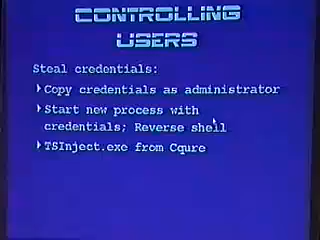 CONTROLLING
USERS
Steal credentials:
Copy credentials as administrator
Start new process with
credentials; Reverse shell
TSInject.exe from Cqure